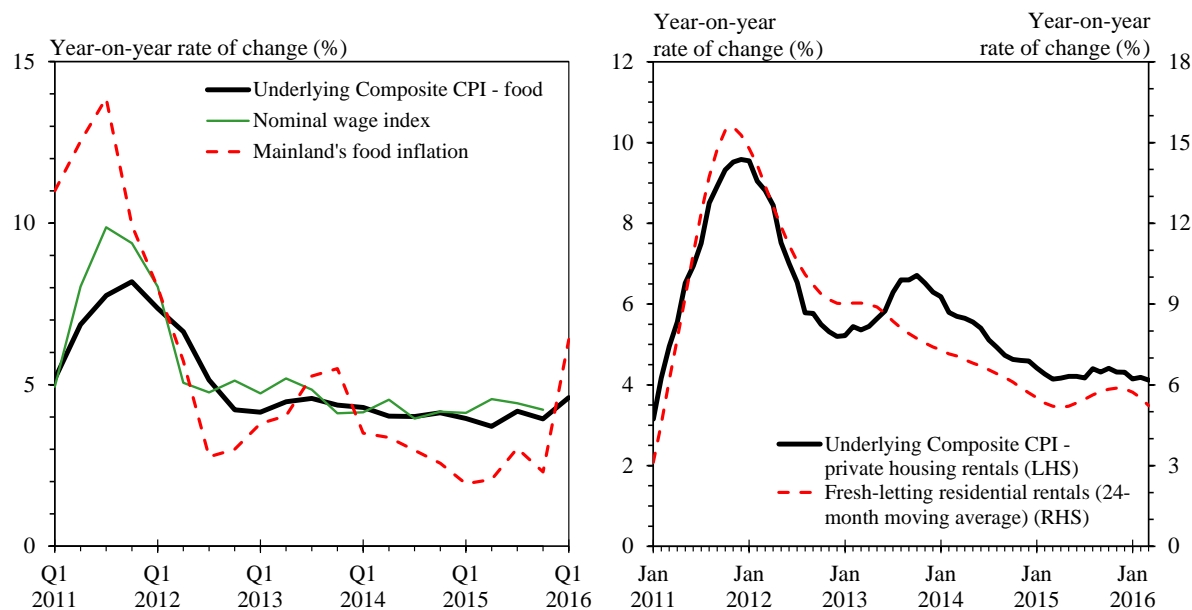 Year-on-year rate of change (%)
15
10
5
0
Underlying Composite CPI - food
Nominal wage index
Mainland's food inflation
Q1
2011
Q1
2012
Q1
2013
Q1
2014
Q1
2015
Q1
2016
Year-on-year
rate of change (%)
Year-on-year
rate of change (%)
12
10
8
6
4
2
0
18
15
12
9
6
3
0
Underlying Composite CPI -
private housing rentals (LHS)
Fresh-letting residential rentals (24-
month moving average) (RHS)
Jan
2011
Jan
2012
Jan
2013
Jan
2014
Jan
2015
Jan
2016